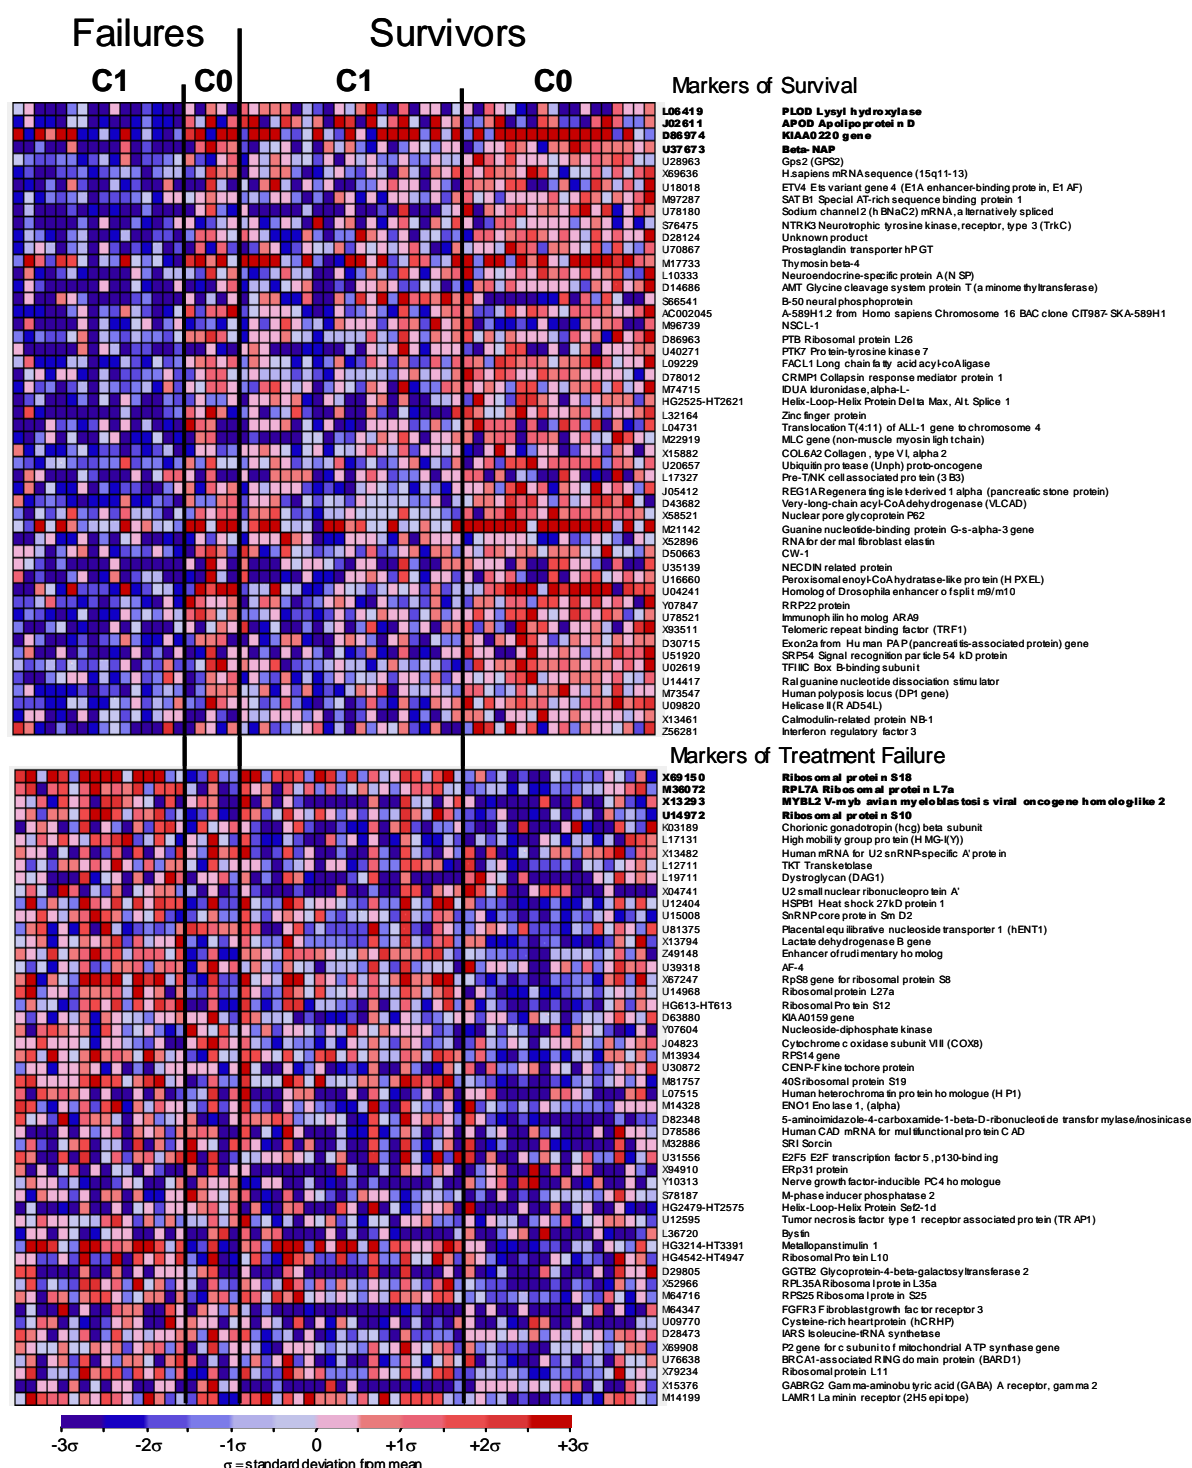 Failures Survivors
C1 C0 C1 C0 Markers of Survival
L06419 PLOD Lysyl hydroxylase
J02611 APOD Apolipoprotein D
D86974 KIAA0220 gene
U37673 Beta-NAP
U28963 Gps2 (GPS2)
X69636 H.sapiens mRNA sequence (15q11-13)
U18018 ETV4 Ets variant gene 4 (E1A enhancer-binding protein, E1AF)
M97287 SATB1 Special AT-rich sequence binding protein 1
U78180 Sodium channel 2 (hBNaC2) mRNA, alternatively spliced
S76475 NTRK3 Neurotrophic tyrosine kinase, receptor, type 3 (TrkC)
D28124 Unknown product
U70867 Prostaglandin transporter hPGT
M17733 Thymosin beta-4
L10333 Neuroendocrine-specific protein A (NSP)
D14686 AMT Glycine cleavage system protein T (aminomethyltransferase)
S66541 B-50 neural phosphoprotein
AC002045 A-589H1.2 from Homo sapiens Chromosome 16 BAC clone CIT987-SKA-589H1
M96739 NSCL-1
D86963 PTB Ribosomal protein L26
U40271 PTK7 Protein-tyrosine kinase 7
L09229 FACL1 Long chain fatty acid acyl-coA ligase
D78012 CRMP1 Collapsin response mediator protein 1
M74715 IDUA Iduronidase, alpha-L-
HG2525-HT2621 Helix-Loop-Helix Protein Delta Max, Alt. Splice 1
L32164 Zinc finger protein
L04731 Translocation T(4:11) of ALL-1 gene to chromosome 4
M22919 MLC gene (non-muscle myosin light chain)
X15882 COL6A2 Collagen, type VI, alpha 2
U20657 Ubiquitin protease (Unph) proto-oncogene
L17327 Pre-T/NK cell associated protein (3B3)
J05412 REG1A Regenerating islet-derived 1 alpha (pancreatic stone protein)
D43682 Very-long-chain acyl-CoA dehydrogenase (VLCAD)
X58521 Nuclear pore glycoprotein P62
M21142 Guanine nucleotide-binding protein G-s-alpha-3 gene
X52896 RNA for dermal fibroblast elastin
D50663 CW-1
U35139 NECDIN related protein
U16660 Peroxisomal enoyl-CoA hydratase-like protein (HPXEL)
U04241 Homolog of Drosophila enhancer of split m9/m10
Y07847 RRP22 protein
U78521 Immunophilin homolog ARA9
X93511 Telomeric repeat binding factor (TRF1)
D30715 Exon2a from Human PAP (pancreatitis-associated protein) gene
U51920 SRP54 Signal recognition particle 54 kD protein
U02619 TFIIIC Box B-binding subunit
U14417 Ral guanine nucleotide dissociation stimulator
M73547 Human polyposis locus (DP1 gene)
U09820 Helicase II (RAD54L)
X13461 Calmodulin-related protein NB-1
Z56281 Interferon regulatory factor 3
Markers of Treatment Failure
X69150 Ribosomal protein S18
M36072 RPL7A Ribosomal protein L7a
X13293 MYBL2 V-myb avian myeloblastosis viral oncogene homolog-like 2
U14972 Ribosomal protein S10
K03189 Chorionic gonadotropin (hcg) beta subunit
L17131 High mobility group protein (HMG-I(Y))
X13482 Human mRNA for U2 snRNP-specific A' protein
L12711 TKT Transketolase
L19711 Dystroglycan (DAG1)
X04741 U2 small nuclear ribonucleoprotein A'
U12404 HSPB1 Heat shock 27kD protein 1
U15008 SnRNP core protein Sm D2
U81375 Placental equilibrative nucleoside transporter 1 (hENT1)
X13794 Lactate dehydrogenase B gene
Z49148 Enhancer of rudimentary homolog
U39318 AF-4
X67247 RpS8 gene for ribosomal protein S8
U14968 Ribosomal protein L27a
HG613-HT613 Ribosomal Protein S12
D63880 KIAA0159 gene
Y07604 Nucleoside-diphosphate kinase
J04823 Cytochrome c oxidase subunit VIII (COX8)
M13934 RPS14 gene
U30872 CENP-F kinetochore protein
M81757 40S ribosomal protein S19
L07515 Human heterochromatin protein homologue (HP1)
M14328 ENO1 Enolase 1, (alpha)
D82348 5-aminoimidazole-4-carboxamide-1-beta-D-ribonucleotide transformylase/inosinicase
D78586 Human CAD mRNA for multifunctional protein CAD
M32886 SRI Sorcin
U31556 E2F5 E2F transcription factor 5, p130-binding
X94910 ERp31 protein
Y10313 Nerve growth factor-inducible PC4 homologue
S78187 M-phase inducer phosphatase 2
HG2479-HT2575 Helix-Loop-Helix Protein Sef2-1d
U12595 Tumor necrosis factor type 1 receptor associated protein (TRAP1)
L36720 Bystin
HG3214-HT3391 Metallopanstimulin 1
HG4542-HT4947 Ribosomal Protein L10
D29805 GGTB2 Glycoprotein-4-beta-galactosyltransferase 2
X52966 RPL35A Ribosomal protein L35a
M64716 RPS25 Ribosomal protein S25
M64347 FGFR3 Fibroblast growth factor receptor 3
U09770 Cysteine-rich heart protein (hCRHP)
D28473 IARS Isoleucine-tRNA synthetase
X69908 P2 gene for c subunit of mitochondrial ATP synthase gene
U76638 BRCA1-associated RING domain protein (BARD1)
X79234 Ribosomal protein L11
X15376 GABRG2 Gamma-aminobutyric acid (GABA) A receptor, gamma 2
M14199 LAMR1 Laminin receptor (2H5 epitope)
-3σ -2σ -1σ 0 +1σ +2σ +3σ
σ = standard deviation from mean